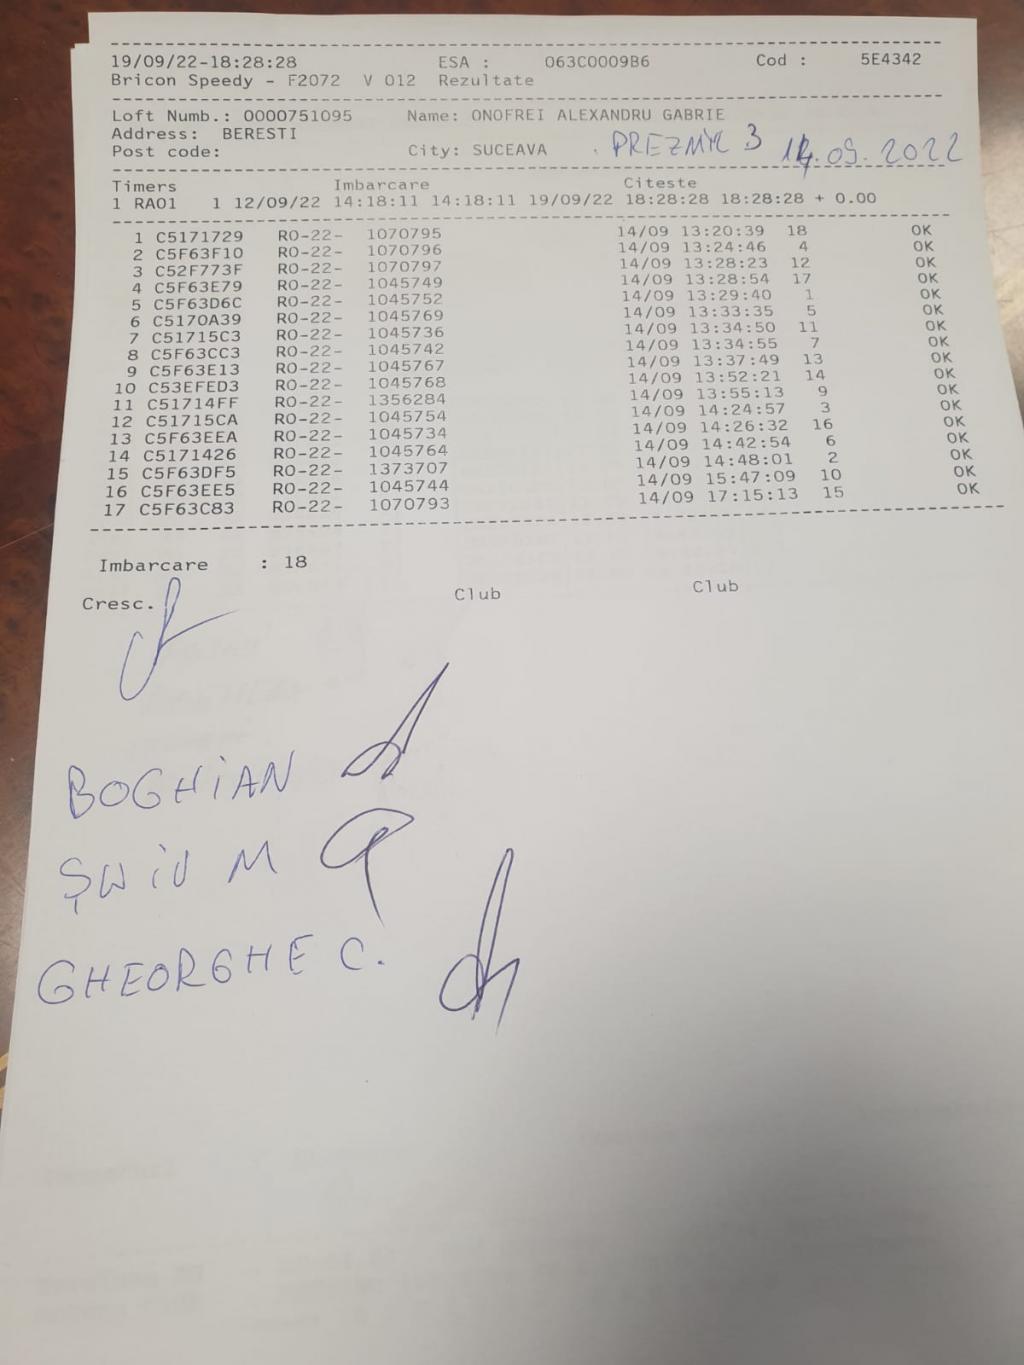 19/09/22-18:28:28 ESA : 063C0009B6 Cod : 5E4342
Bricon Speedy - F2072 V 012 Rezultate
Loft Numb.: 0000751095 Name: ONOFREI ALEXANDRU GABRIE
Address: BERESTI
Post code: City: SUCEAVA PREZMYL 3 14.09.2022
Timers Imbarcare Citeste
1 RA01 1 12/09/22 14:18:11 14:18:11 19/09/22 18:28:28 18:28:28 + 0.00
1 C5171729 RO-22- 1070795 14/09 13:20:39 18 OK
2 C5F63F10 RO-22- 1070796 14/09 13:24:46 4 OK
3 C52F773F RO-22- 1070797 14/09 13:28:23 12 OK
4 C5F63E79 RO-22- 1045749 14/09 13:28:54 17 OK
5 C5F63D6C RO-22- 1045752 14/09 13:29:40 1 OK
6 C5170A39 RO-22- 1045769 14/09 13:33:35 5 OK
7 C51715C3 RO-22- 1045736 14/09 13:34:50 11 OK
8 C5F63CC3 RO-22- 1045742 14/09 13:34:55 7 OK
9 C5F63E13 RO-22- 1045767 14/09 13:37:49 13 OK
10 C53EFED3 RO-22- 1045768 14/09 13:52:21 14 OK
11 C51714FF RO-22- 1356284 14/09 13:55:13 9 OK
12 C51715CA RO-22- 1045754 14/09 14:24:57 3 OK
13 C5F63EEA RO-22- 1045734 14/09 14:26:32 16 OK
14 C5171426 RO-22- 1045764 14/09 14:42:54 6 OK
15 C5F63DF5 RO-22- 1373707 14/09 14:48:01 2 OK
16 C5F63EE5 RO-22- 1045744 14/09 15:47:09 10 OK
17 C5F63C83 RO-22- 1070793 14/09 17:15:13 15 OK
Imbarcare : 18
Cresc. Club Club
BOGHIAN
M
GHEORGHE C.